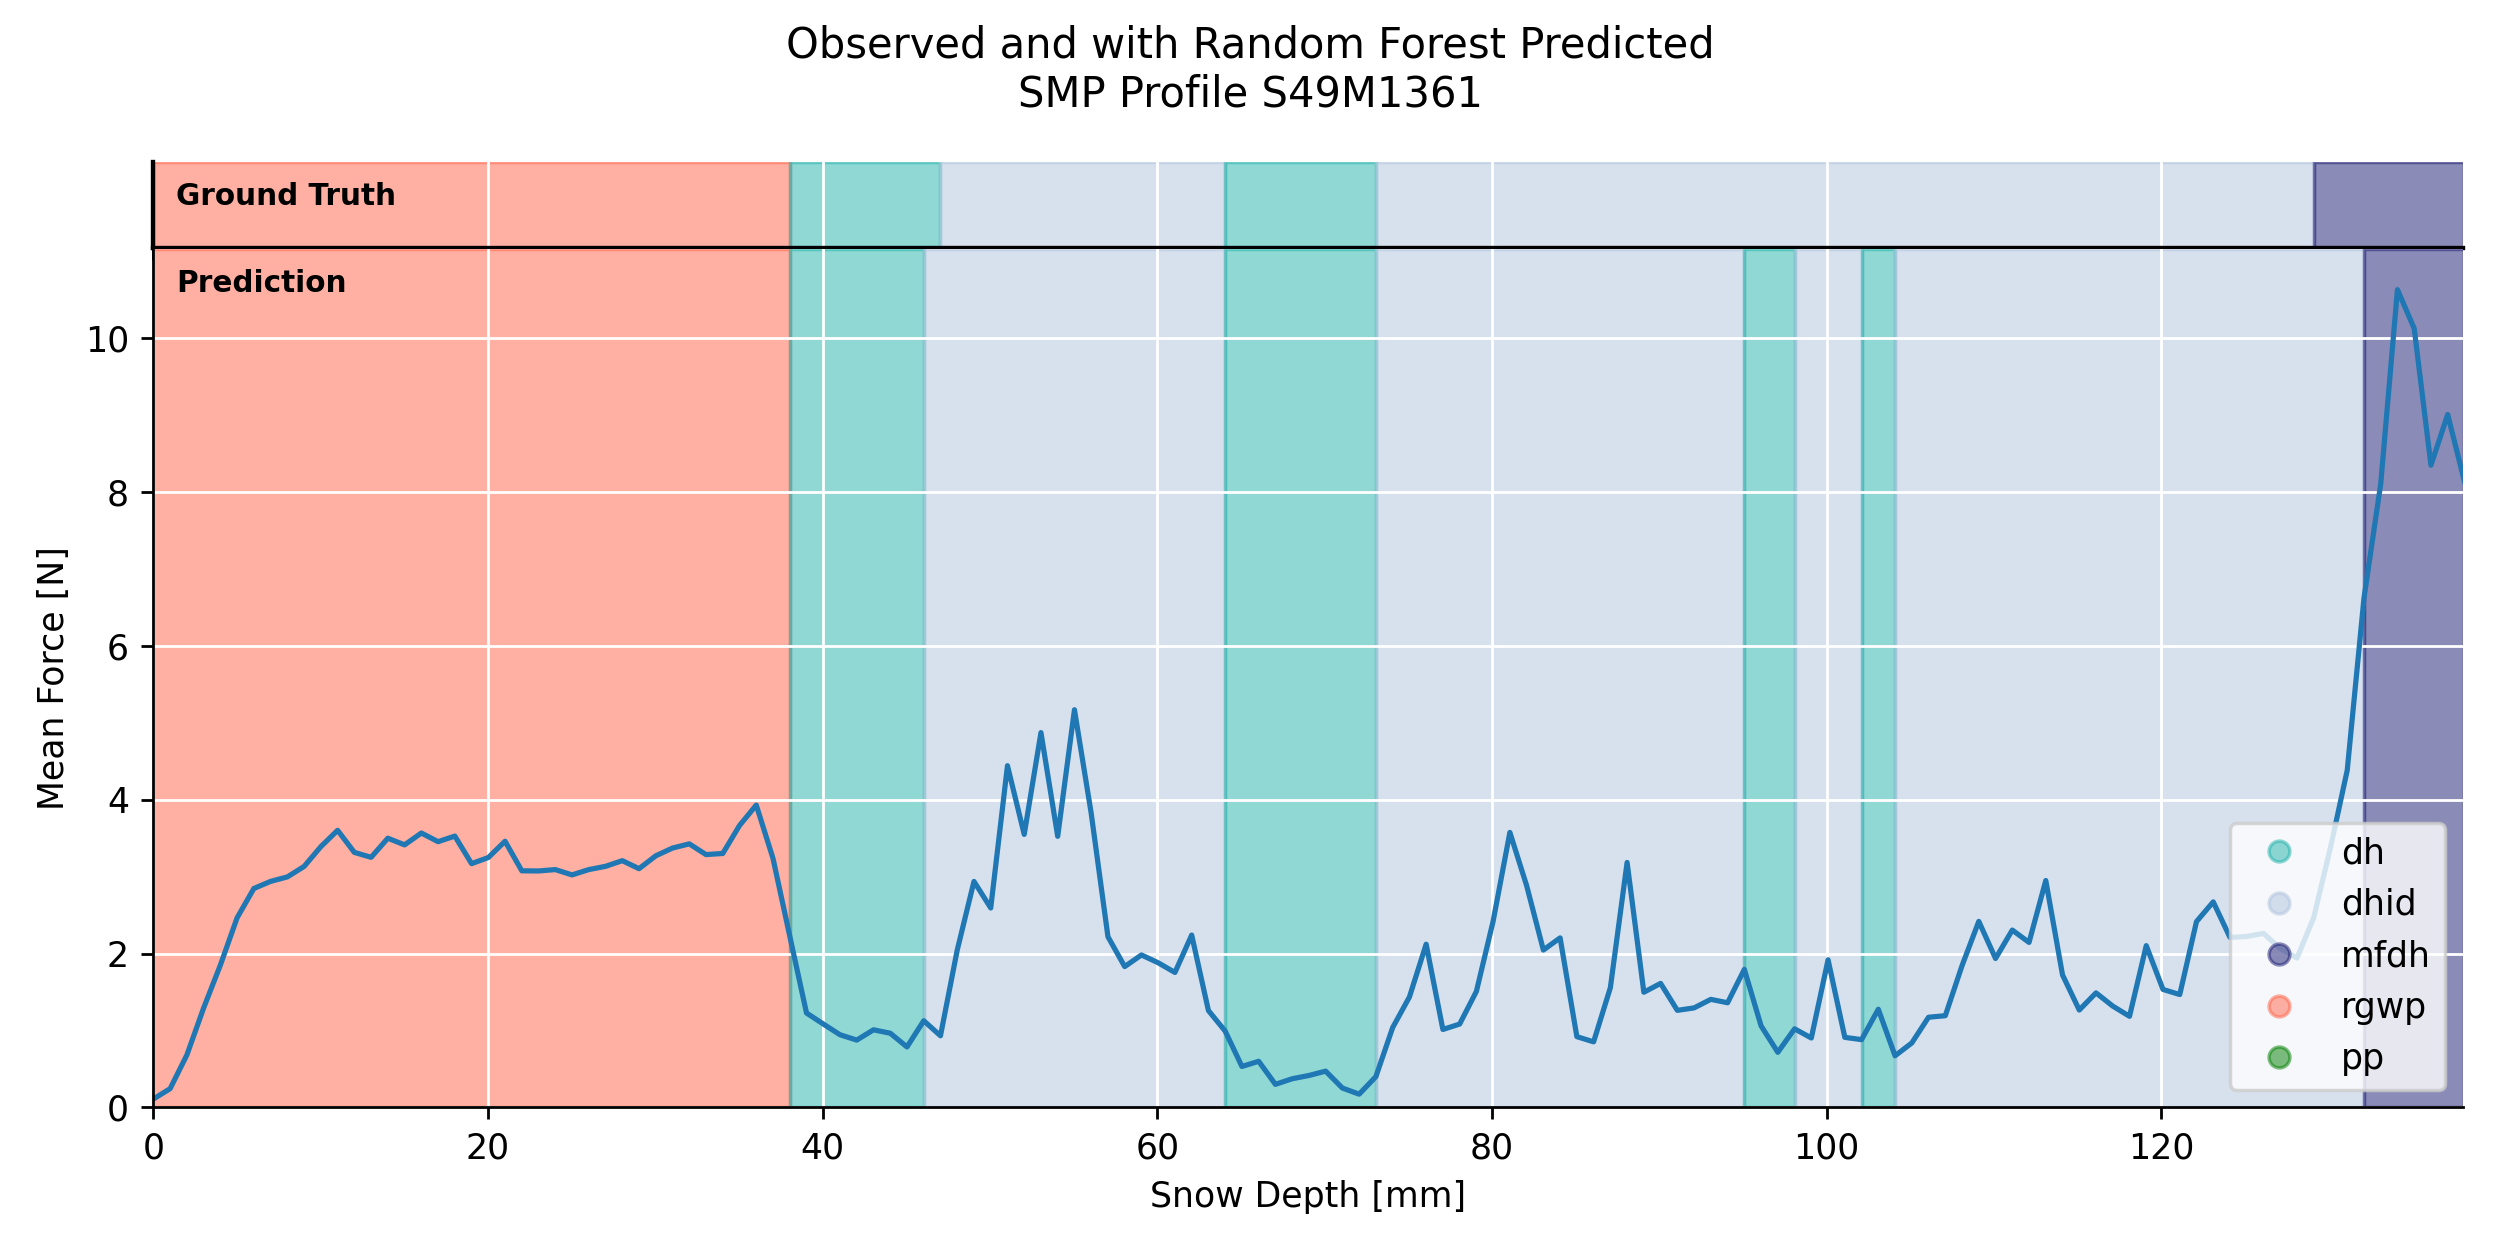 Observed and with Random Forest Predicted
SMP Profile S49M1361
Ground Truth
Prediction
10
8
6
4
2
0
Mean Force [N]
dh
dhid
mfdh
rgwp
pp
0 20 40 60 80 100 120
Snow Depth [mm]